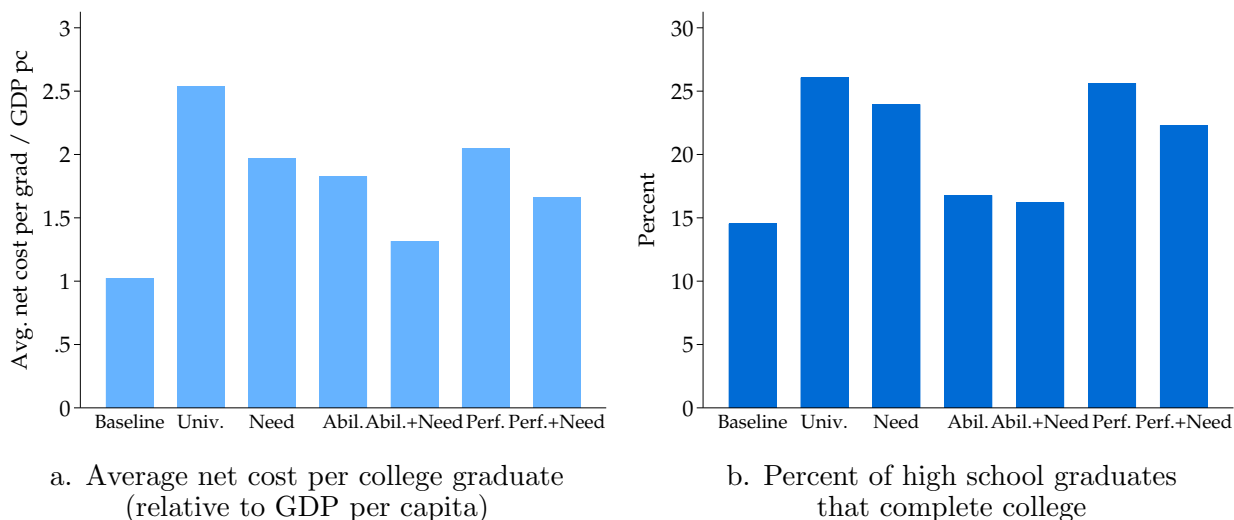 Avg. net cost per grad / GDP pc
3
2.5
2
1.5
1
.5
0
Baseline Univ. Need Abil. Abil.+Need Perf. Perf.+Need
a. Average net cost per college graduate
(relative to GDP per capita)
Percent
30
25
20
15
10
5
0
Baseline Univ. Need Abil. Abil.+Need Perf. Perf.+Need
b. Percent of high school graduates
that complete college